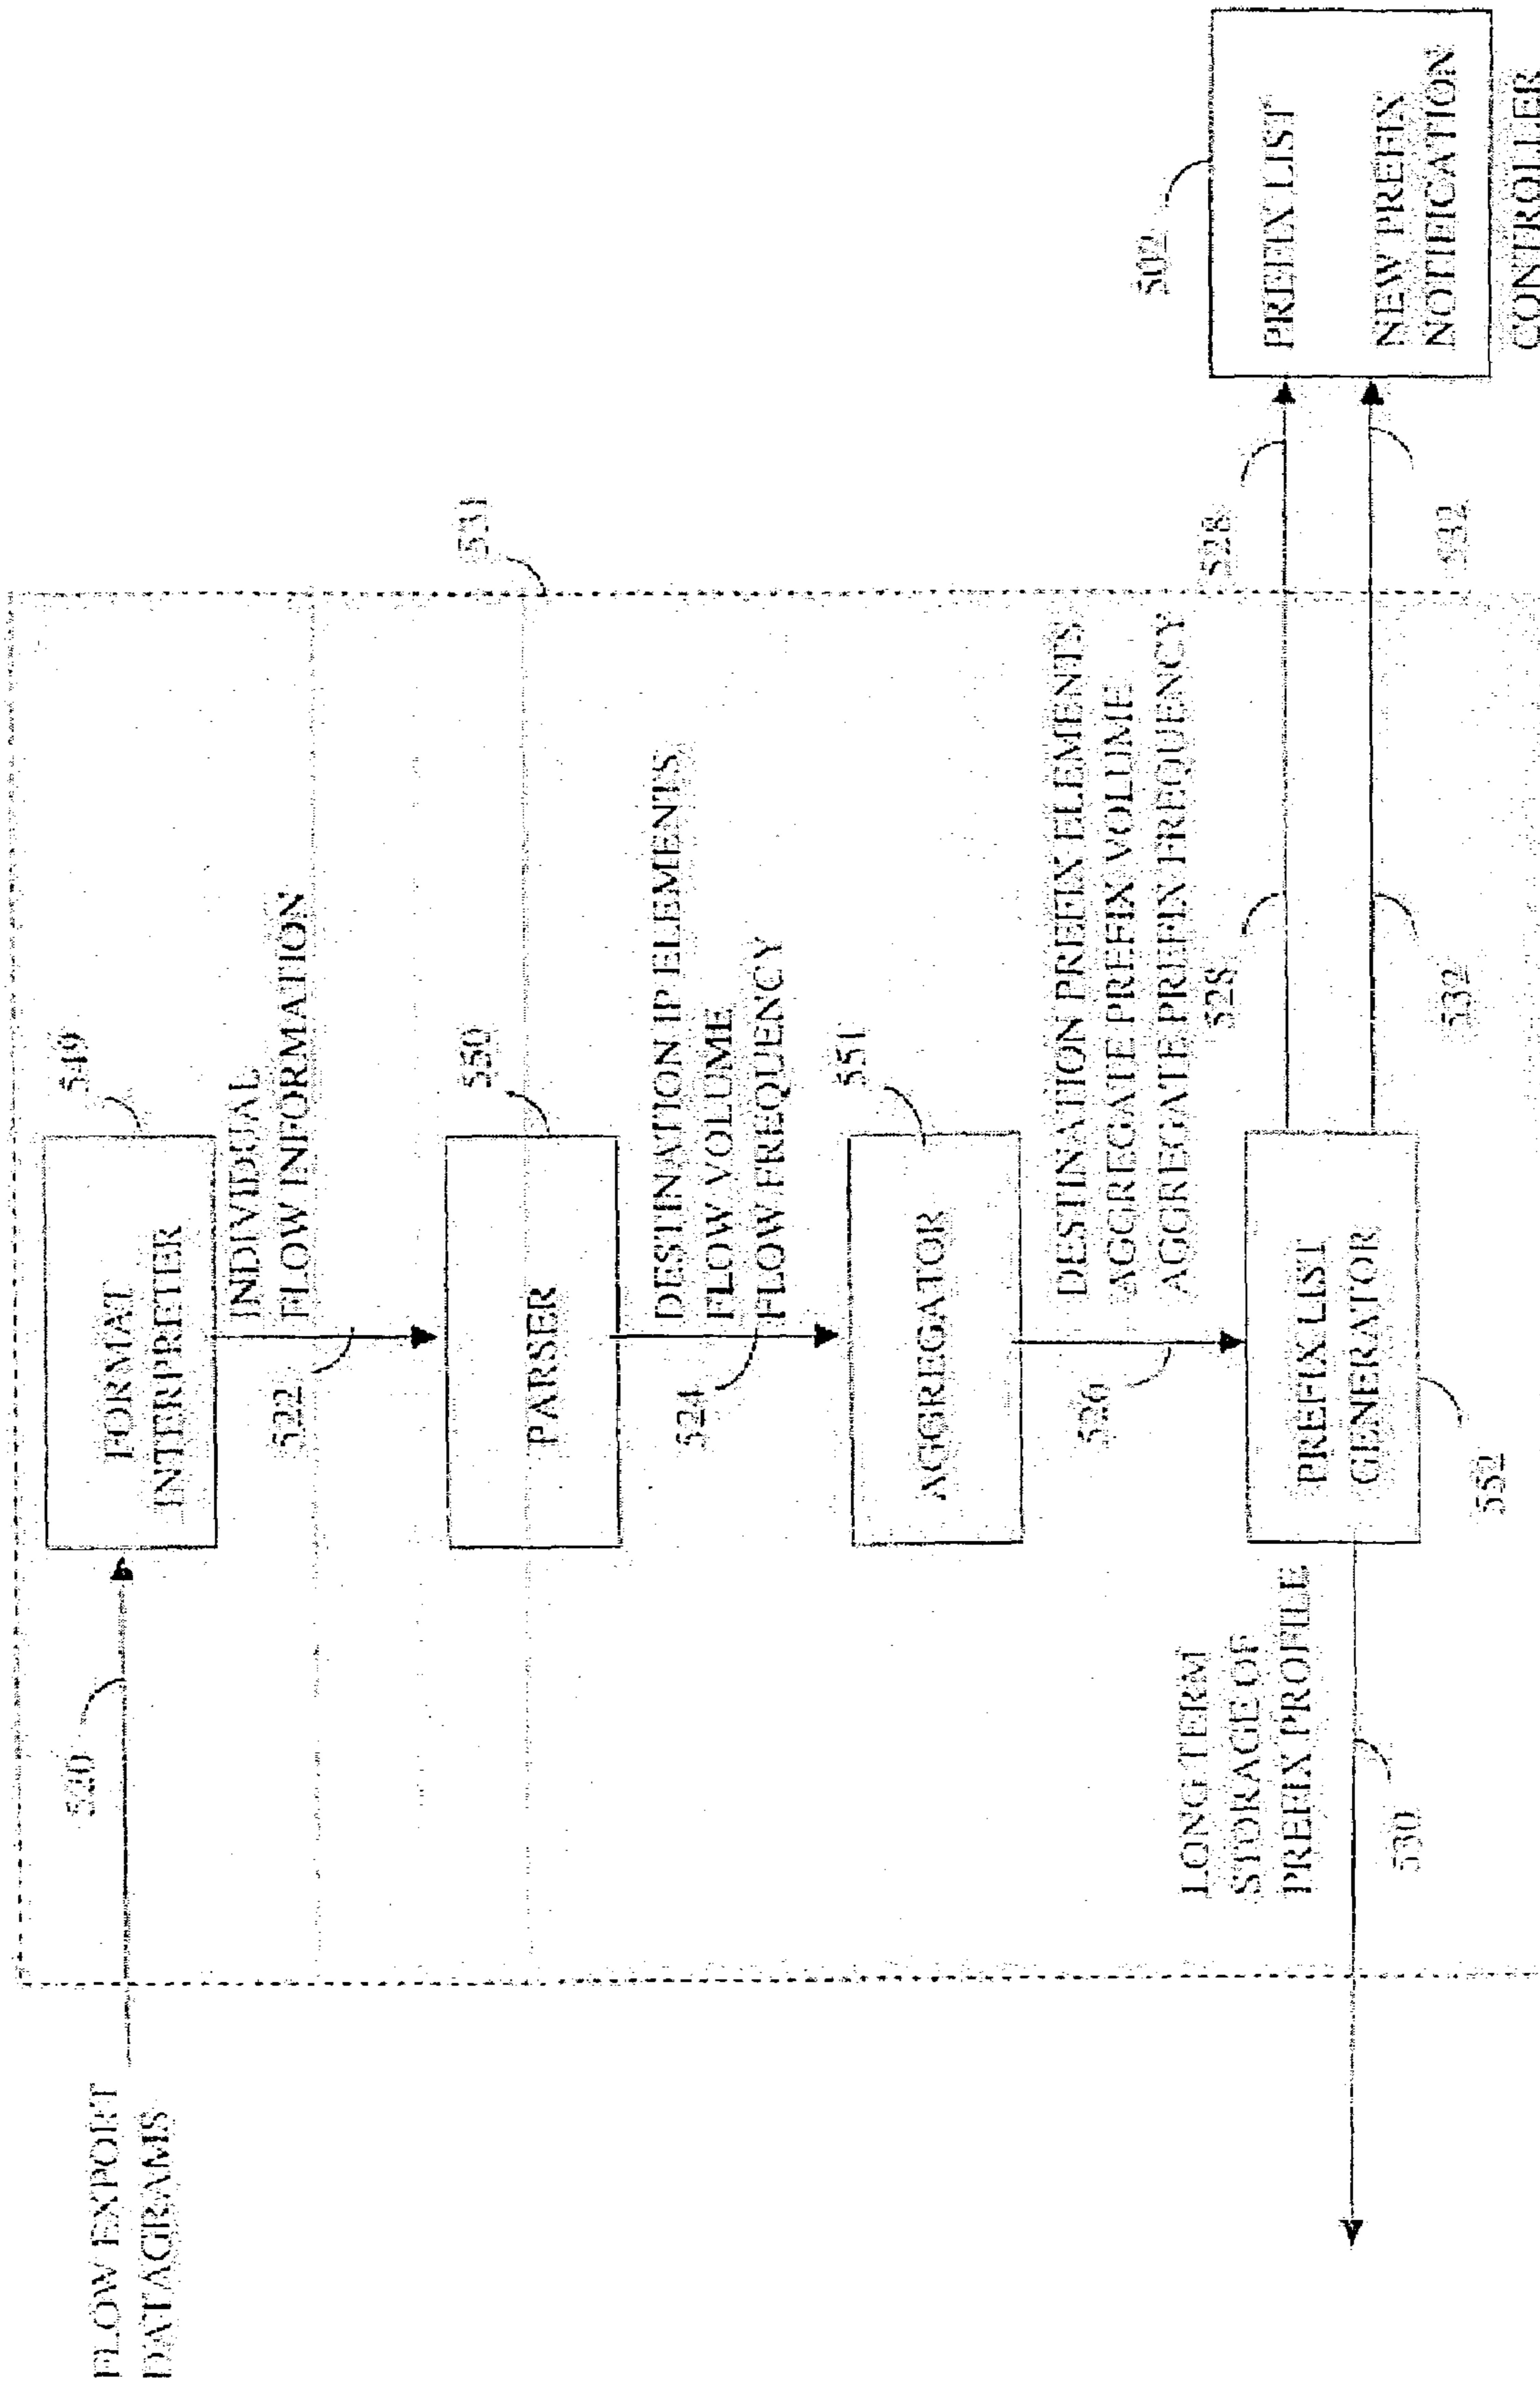 FLOW EXPORT
DATAGRAMS
520
FORMAT
INTERPRETER
549
INDIVIDUAL
FLOW INFORMATION
522
531
PARSER
550
DESTINATION IP ELEMENTS
FLOW VOLUME
FLOW FREQUENCY
524
AGGREGATOR
551
DESTINATION PREFIX ELEMENTS
AGGREGATE PREFIX VOLUME
AGGREGATE PREFIX FREQUENCY
526
LONG TERM
STORAGE OF
PREFIX PROFILE
530
PREFIX LIST
GENERATOR
552
528
528
532
532
502
PREFIX LIST
NEW PREFIX
NOTIFICATION
CONTROLLER